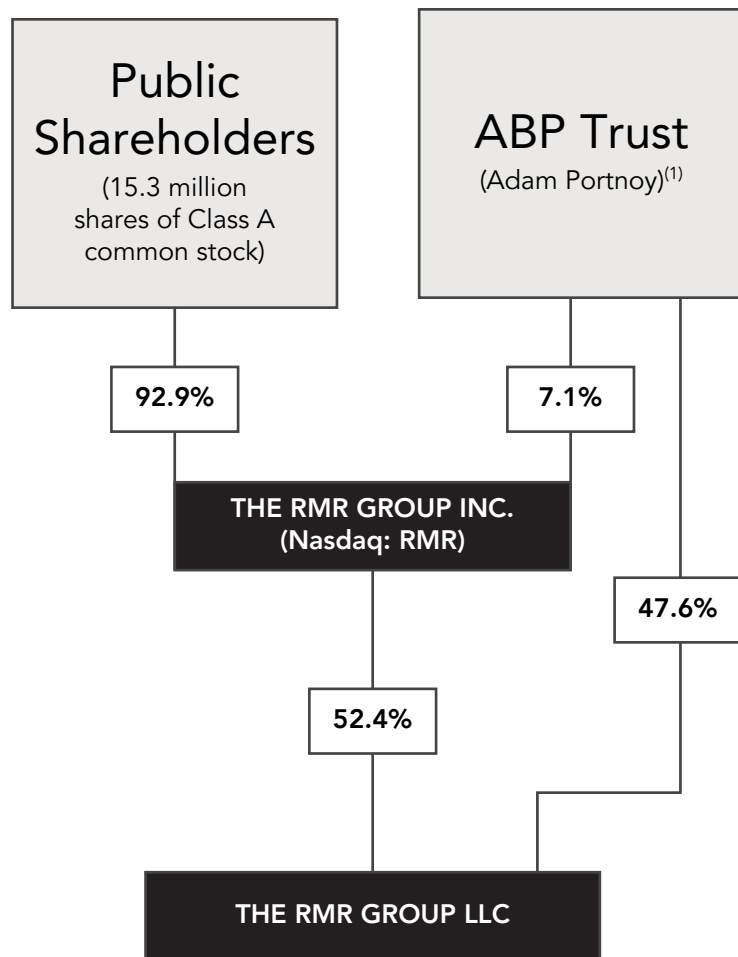 Public
Shareholders
(15.3 million
shares of Class A
common stock)
ABP Trust
(Adam Portnoy)(1)
92.9%
7.1%
THE RMR GROUP INC.
(Nasdaq: RMR)
47.6%
52.4%
THE RMR GROUP LLC